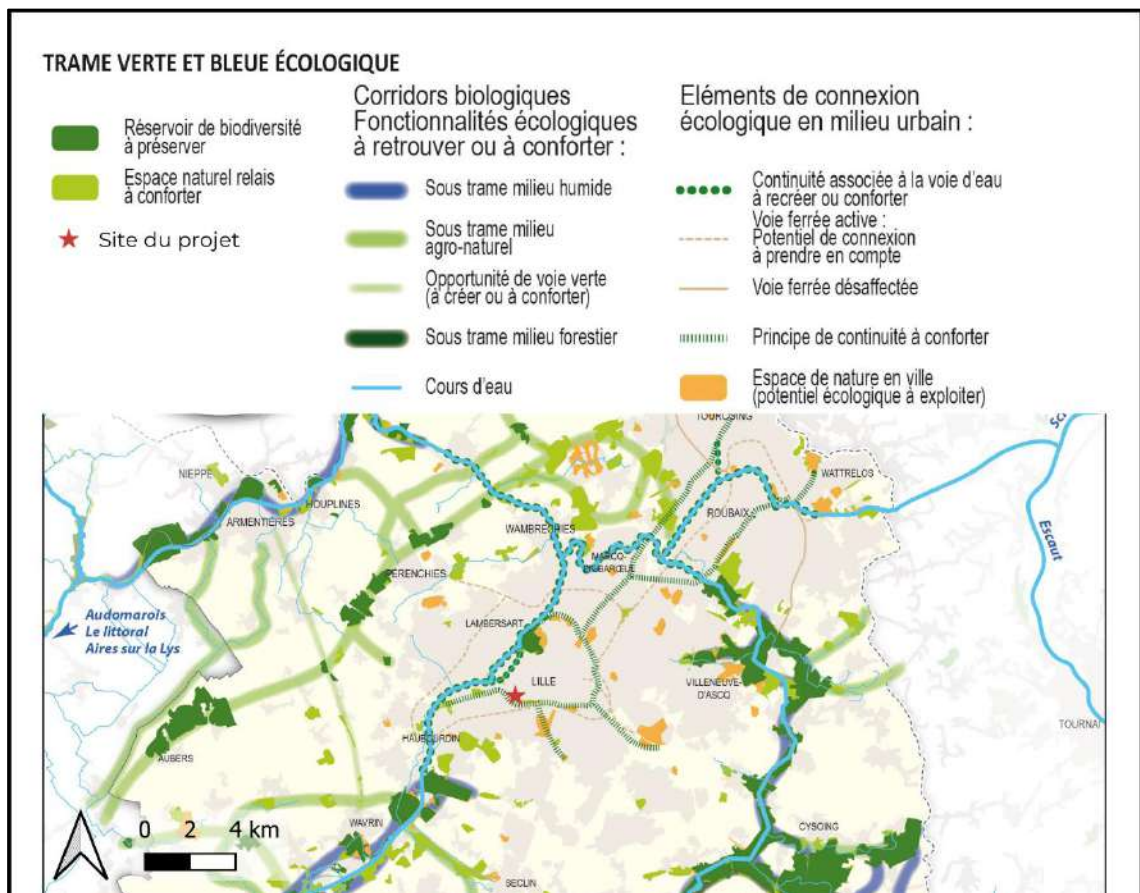 TRAME VERTE ET BLEUE ÉCOLOGIQUE
Réservoir de biodiversité
à préserver
Espace naturel relais
à conforter
Site du projet
Corridors biologiques
Fonctionnalités écologiques
à retrouver ou à conforter :
Sous trame milieu humide
Sous trame milieu
agro-naturel
Opportunité de voie verte
(à créer ou à conforter)
Sous trame milieu forestier
Cours d'eau
Eléments de connexion
écologique en milieu urbain :
Continuité associée à la voie d'eau
à recréer ou conforter
Voie ferrée active :
Potentiel de connexion
à prendre en compte
Voie ferrée désaffectée
Principe de continuité à conforter
Espace de nature en ville
(potentiel écologique à exploiter)
TOURCOING
NIEPPE
WATTRELOS
HOUPLINES
ARMENTIÈRES
ROUBAIX
WAMBRECHIES
Escaut
MARCQ-
EN-BAROEUL
PERENCHIES
Audomarois
Le littoral
Aires sur la Lys
LAMBERSART
LILLE
VILLENEUVE-
D'ASCQ
TOURNAI
HAUBOURDIN
AUBERS
0 2 4 km
WAVRIN
CYSOING
SECLIN